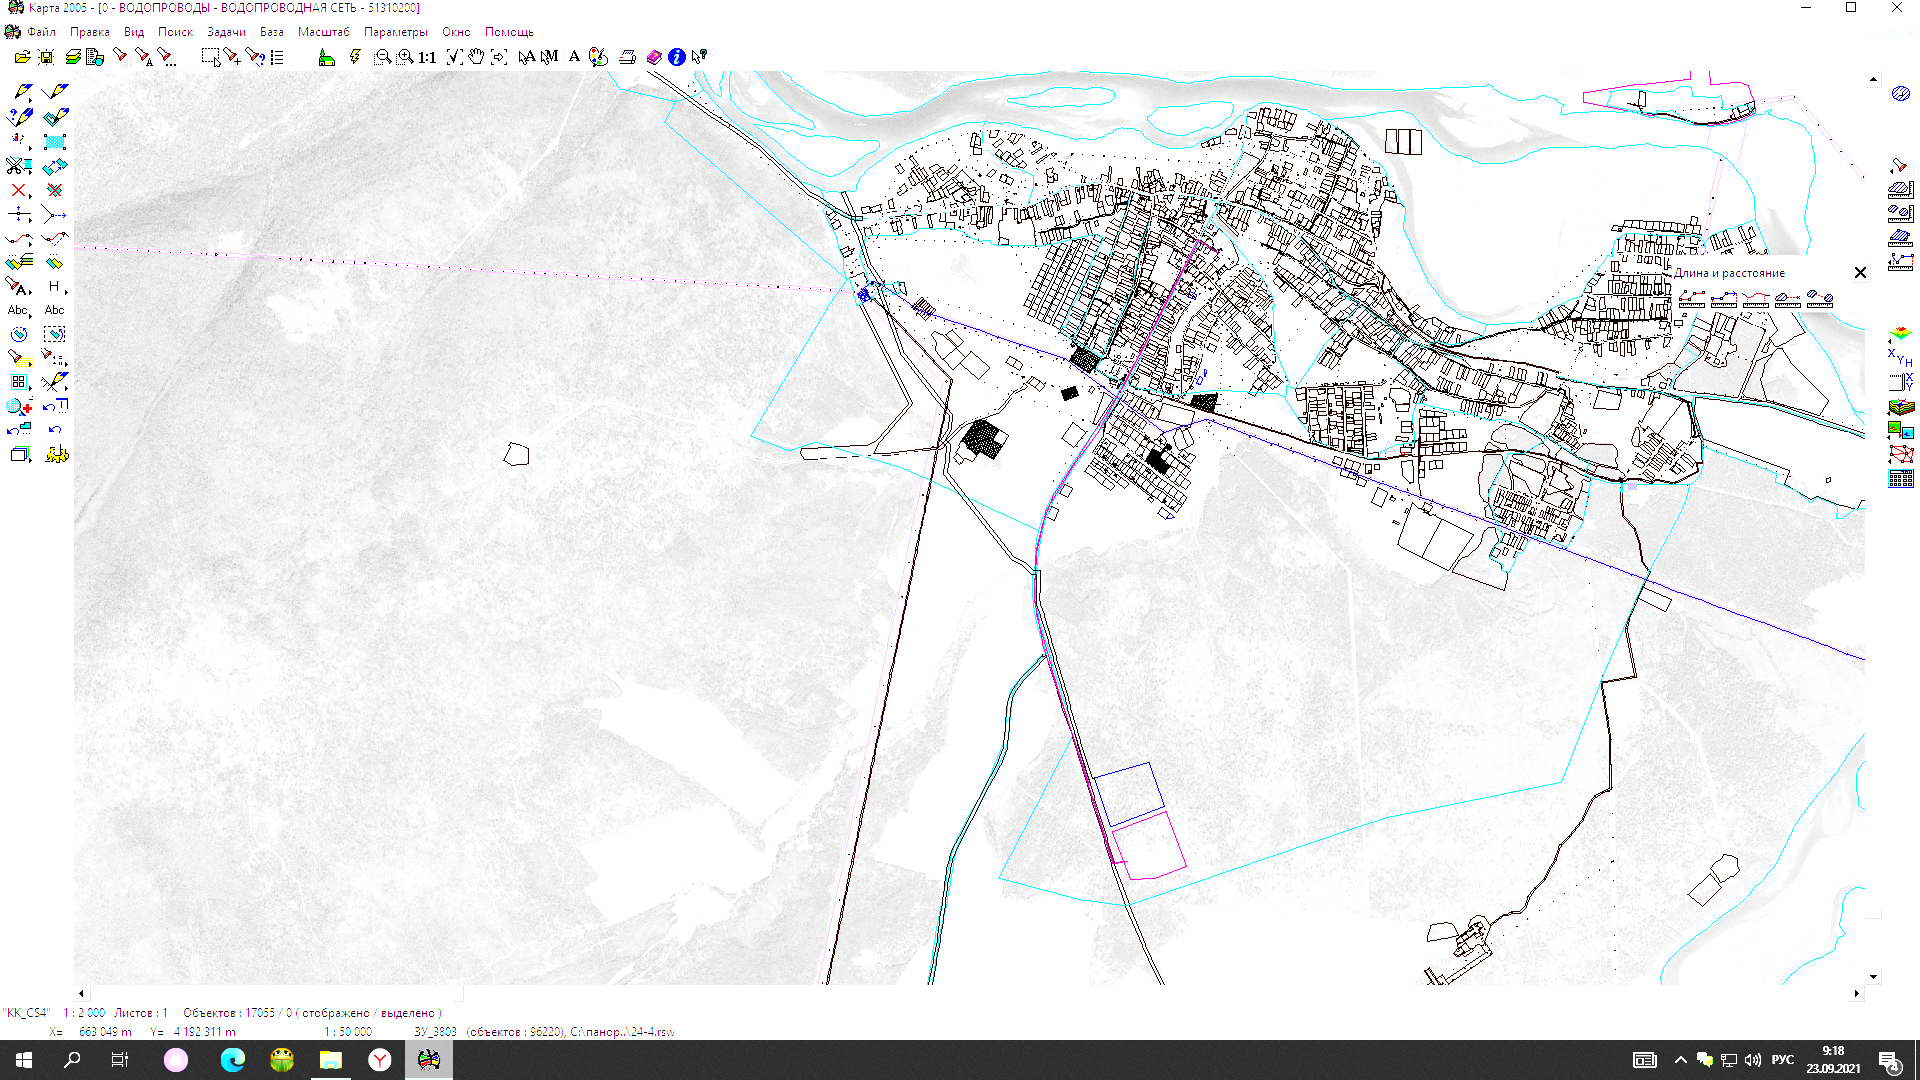 Карта 2005 - [0 - ВОДОПРОВОДЫ - ВОДОПРОВОДНАЯ СЕТЬ - 51310200]
Файл Правка Вид Поиск Задачи База Масштаб Параметры Окно Помощь
1:1 A M A
Длина и расстояние
H
Abc Abc
"КК_CS4" 1 : 2 000 Листов : 1 Объектов : 17055 / 0 ( отображено / выделено )
X= 663 049 m Y= 4 192 311 m 1 : 50 000 ЗУ_3803 (объектов : 96220), C:\панор..\24-4.rsw
РУС
9:18
23.09.2021
4